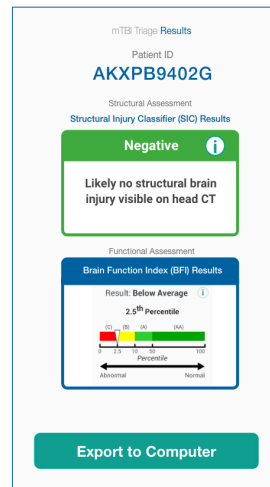 mTBI Triage Results
Patient ID
AKXPB9402G
Structural Assessment
Structural Injury Classifier (SIC) Results
Negative i
Likely no structural brain
injury visible on head CT
Functional Assessment
Brain Function Index (BFI) Results
Result: Below Average i
2.5th Percentile
(C) (B) (A) (AA)
0 2.5 10 50 100
Percentile
Abnormal Normal
Export to Computer